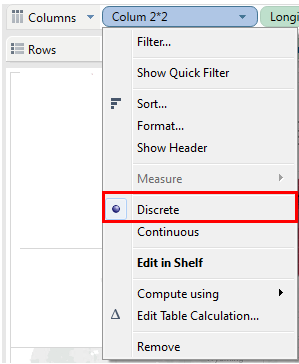 Columns Colum 2*2 Longi
Rows
Filter...
Show Quick Filter
Sort...
Format...
Show Header
Measure
Discrete
Continuous
Edit in Shelf
Compute using
Δ Edit Table Calculation...
Remove